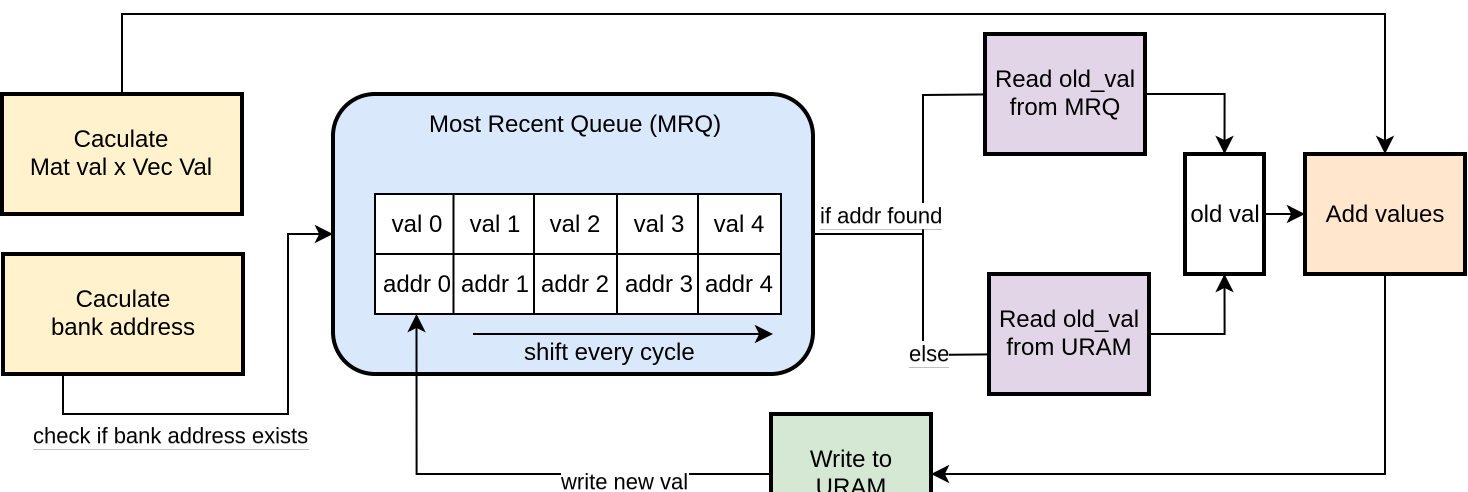 Caculate
Mat val x Vec Val
Caculate
bank address
check if bank address exists
Most Recent Queue (MRQ)
val 0 val 1 val 2 val 3 val 4
addr 0 addr 1 addr 2 addr 3 addr 4
shift every cycle
if addr found
else
Read old_val
from MRQ
Read old_val
from URAM
old val
Add values
Write to
URAM
write new val